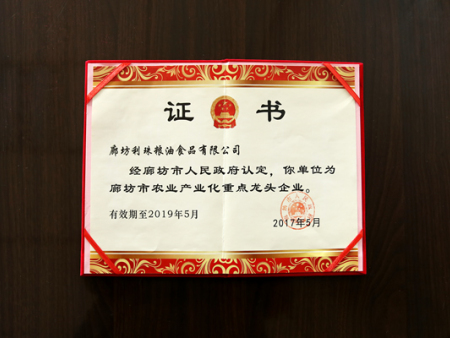 证书
廊坊利珠粮油食品有限公司
经廊坊市人民政府认定，你单位为
廊坊市农业产业化重点龙头企业。
有效期至2019年5月
2017年5月